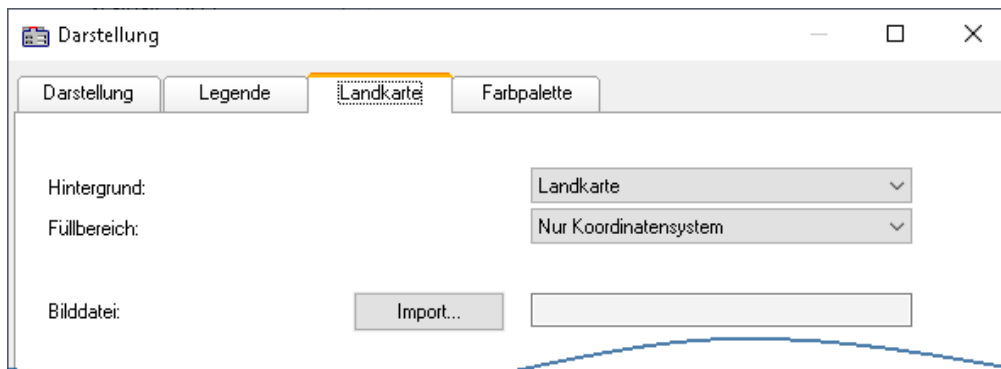 Darstellung
Darstellung Legende Landkarte Farbpalette
Hintergrund: Landkarte
Füllbereich: Nur Koordinatensystem
Bilddatei: Import...